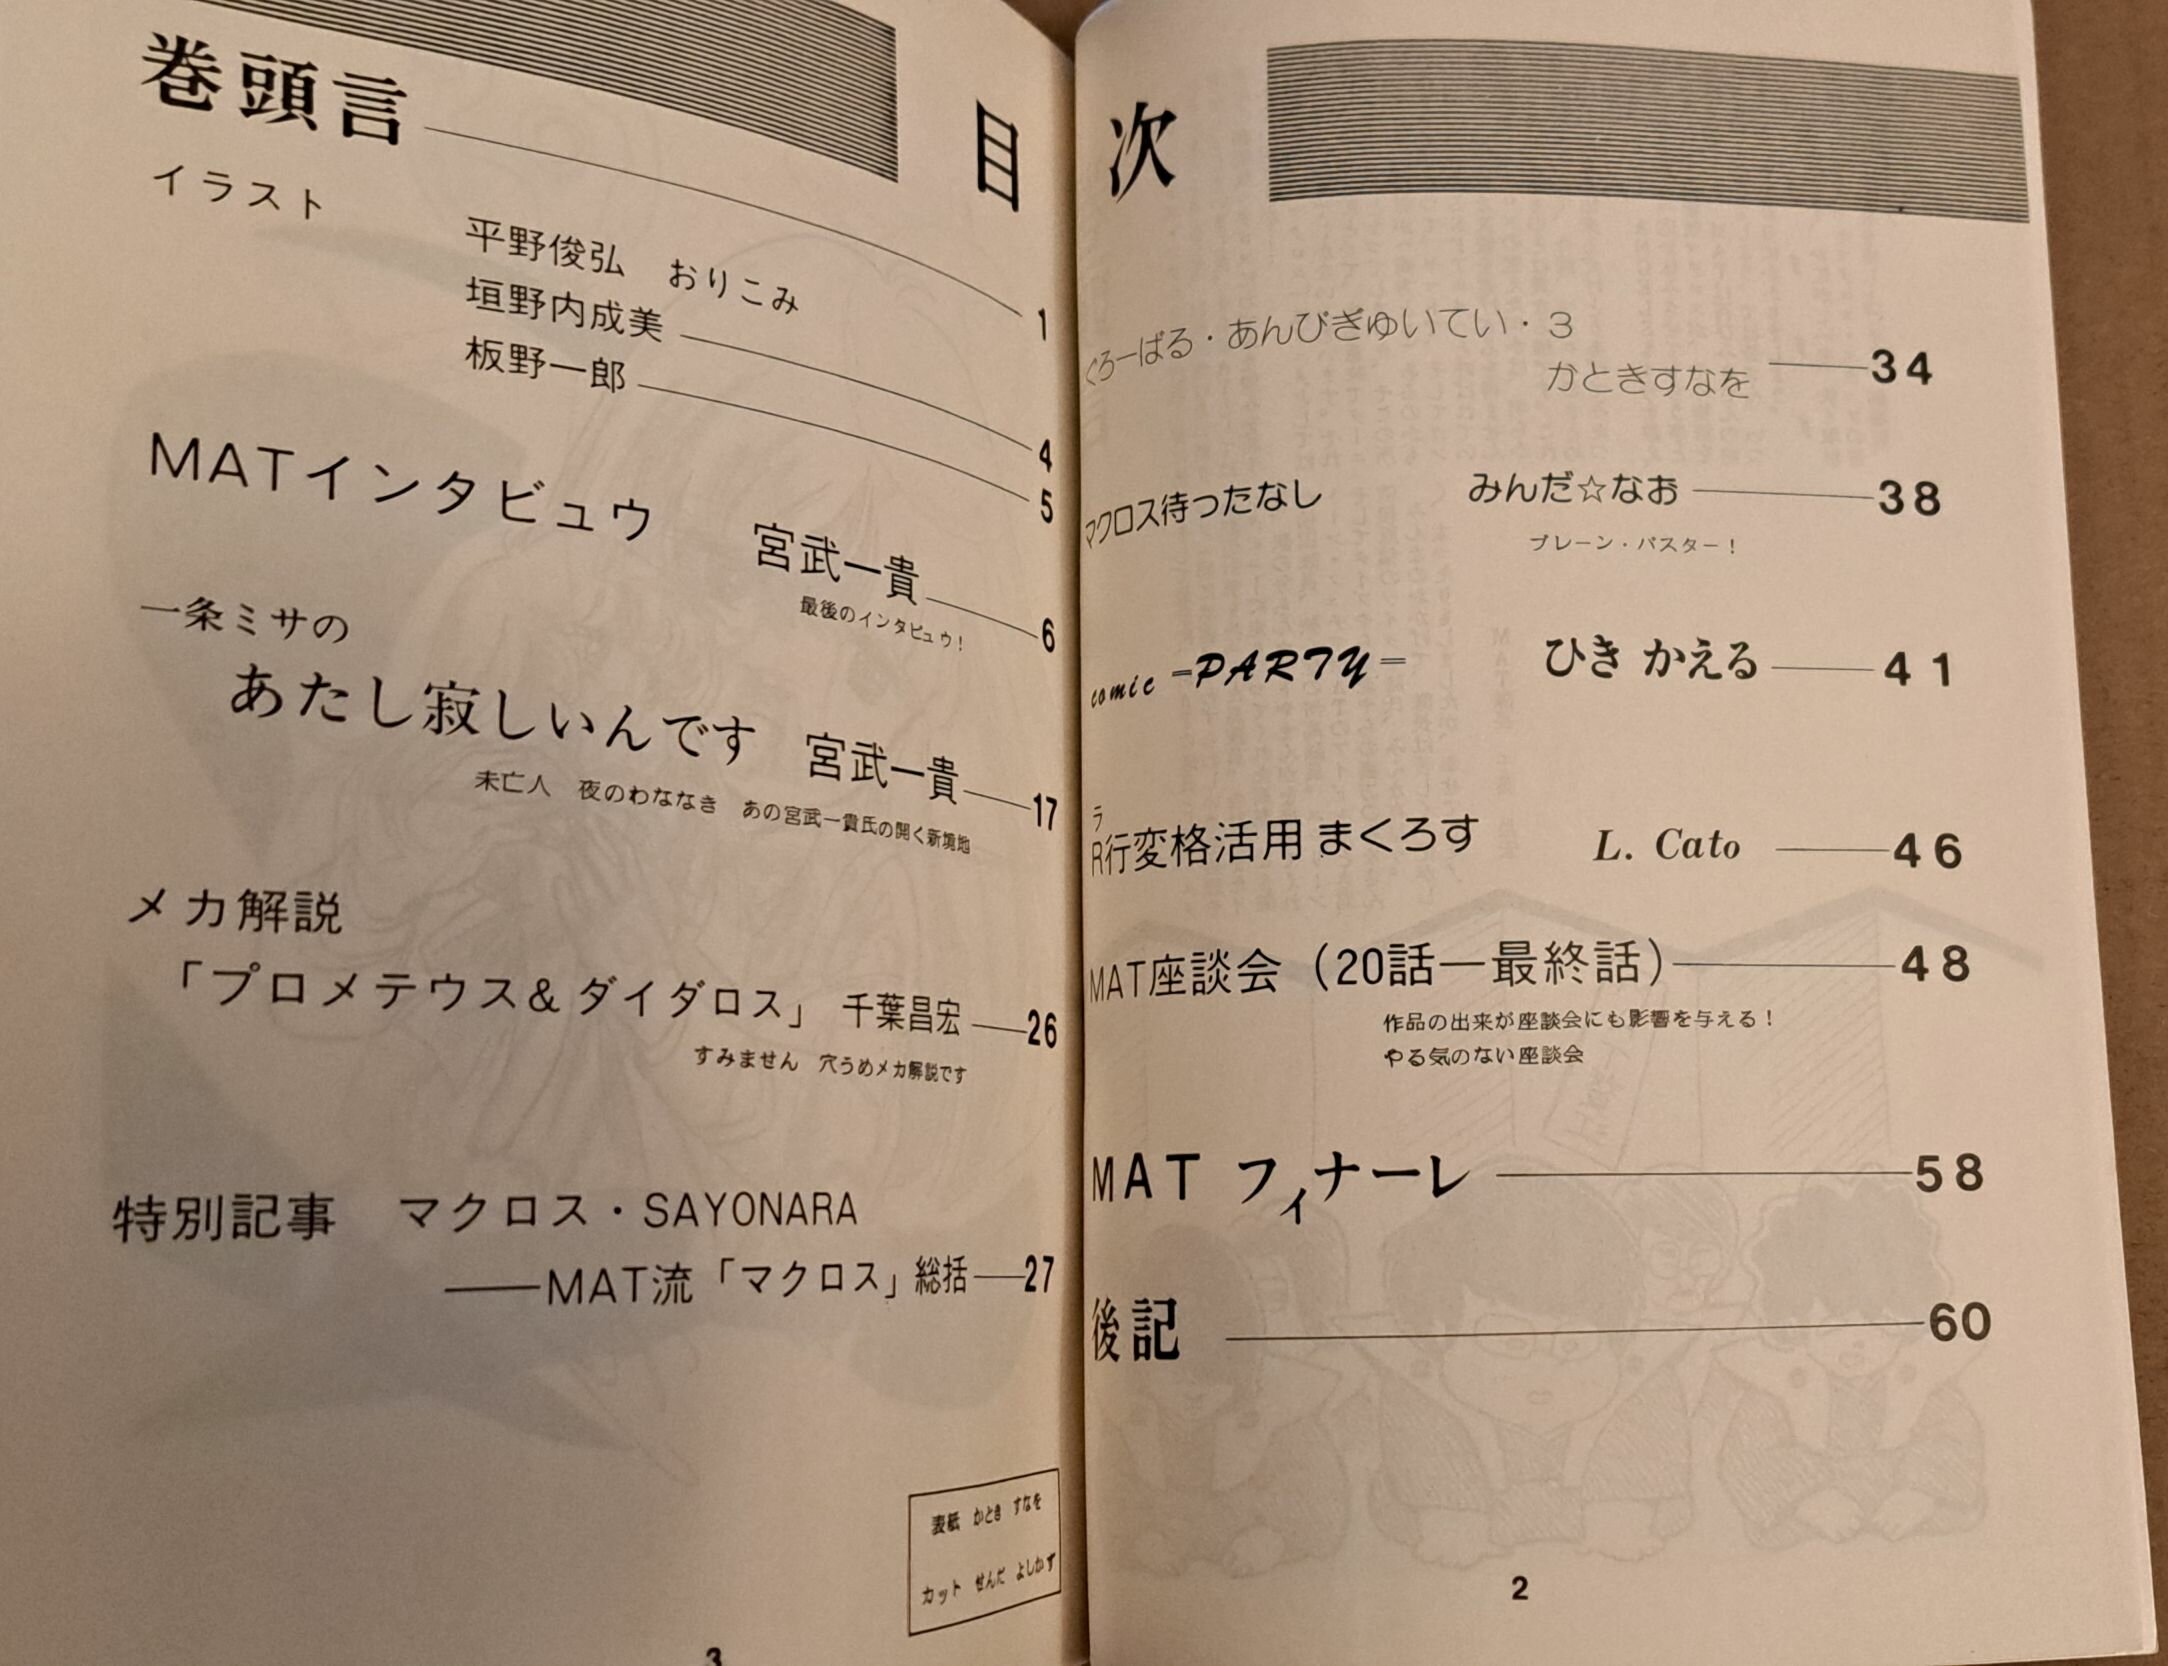 目次
巻頭言 1
イラスト
平野俊弘 おりこみ
垣野内成美 4
板野一郎 5
MATインタビュウ 宮武一貴 6
最後のインタビュウ!
一条ミサの
あたし寂しいんです 宮武一貴 17
未亡人 夜のわななき あの宮武一貴氏の開く新境地
メカ解説
「プロメテウス&ダイダロス」 千葉昌宏 26
すみません 穴うめメカ解説です
特別記事 マクロス・SAYONARA
——MAT流「マクロス」総括 27
表紙 かとき すなを
カット せんだ よしかず
3
ぐろーばる・あんびぎゅいてい・3
かときすなを 34
マクロス待ったなし みんだ☆なお 38
ブレーン・バスター!
comic =PARTY= ひき かえる 41
ラ
R行変格活用 まくろす L. Cato 46
MAT座談会(20話—最終話) 48
作品の出来が座談会にも影響を与える!
やる気のない座談会
MAT フィナーレ 58
後記 60
2